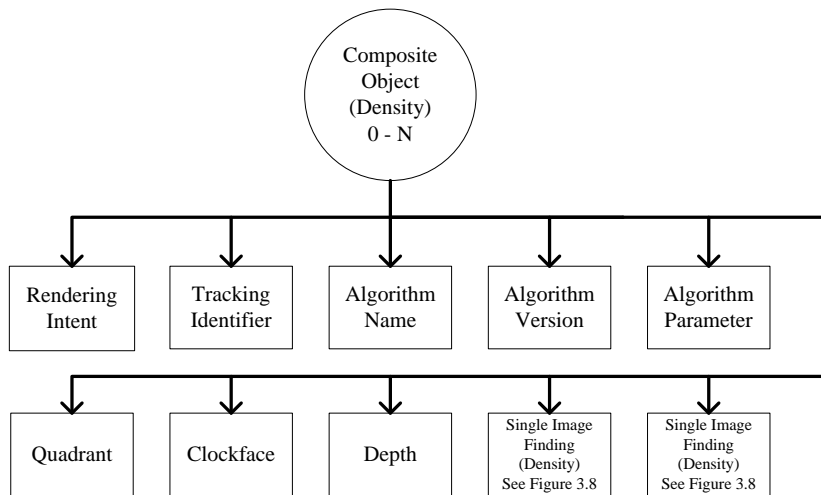 Composite
Object
(Density)
0 - N
Rendering
Intent
Tracking
Identifier
Algorithm
Name
Algorithm
Version
Algorithm
Parameter
Quadrant
Clockface
Depth
Single Image
Finding
(Density)
See Figure 3.8
Single Image
Finding
(Density)
See Figure 3.8